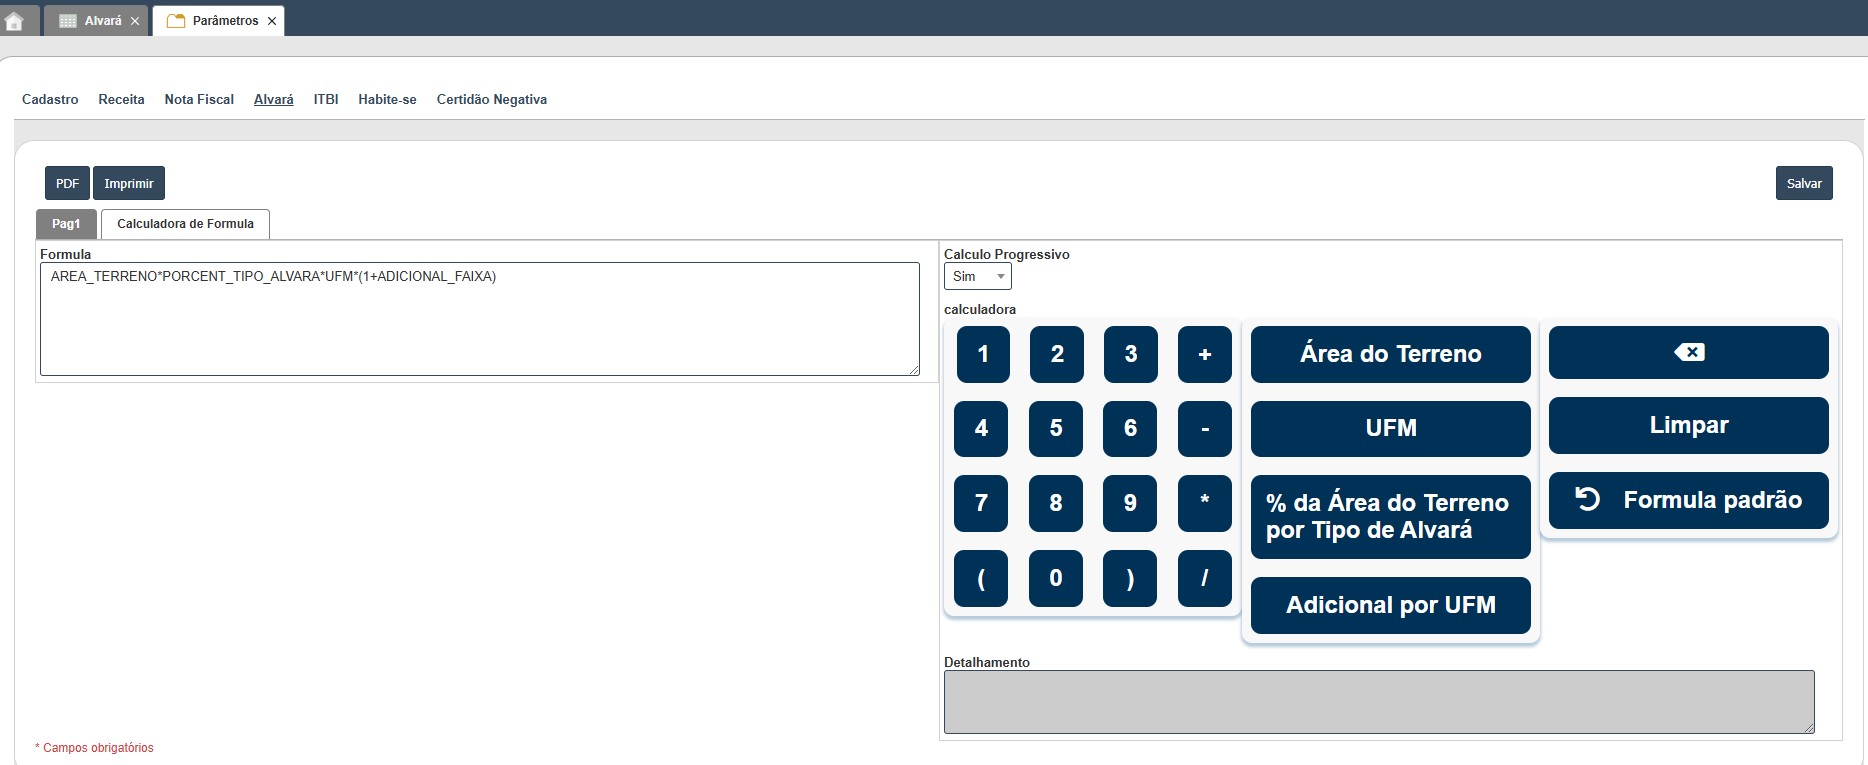 Alvará
Parâmetros
Cadastro Receita Nota Fiscal Alvará ITBI Habite-se Certidão Negativa
PDF Imprimir Salvar
Pag1 Calculadora de Formula
Formula
AREA_TERRENO*PORCENT_TIPO_ALVARA*UFM*(1+ADICIONAL_FAIXA)
Calculo Progressivo
Sim
calculadora
1 2 3 +
4 5 6 -
7 8 9 *
( 0 ) /
Área do Terreno
UFM
% da Área do Terreno
por Tipo de Alvará
Adicional por UFM
Limpar
Formula padrão
Detalhamento
* Campos obrigatórios